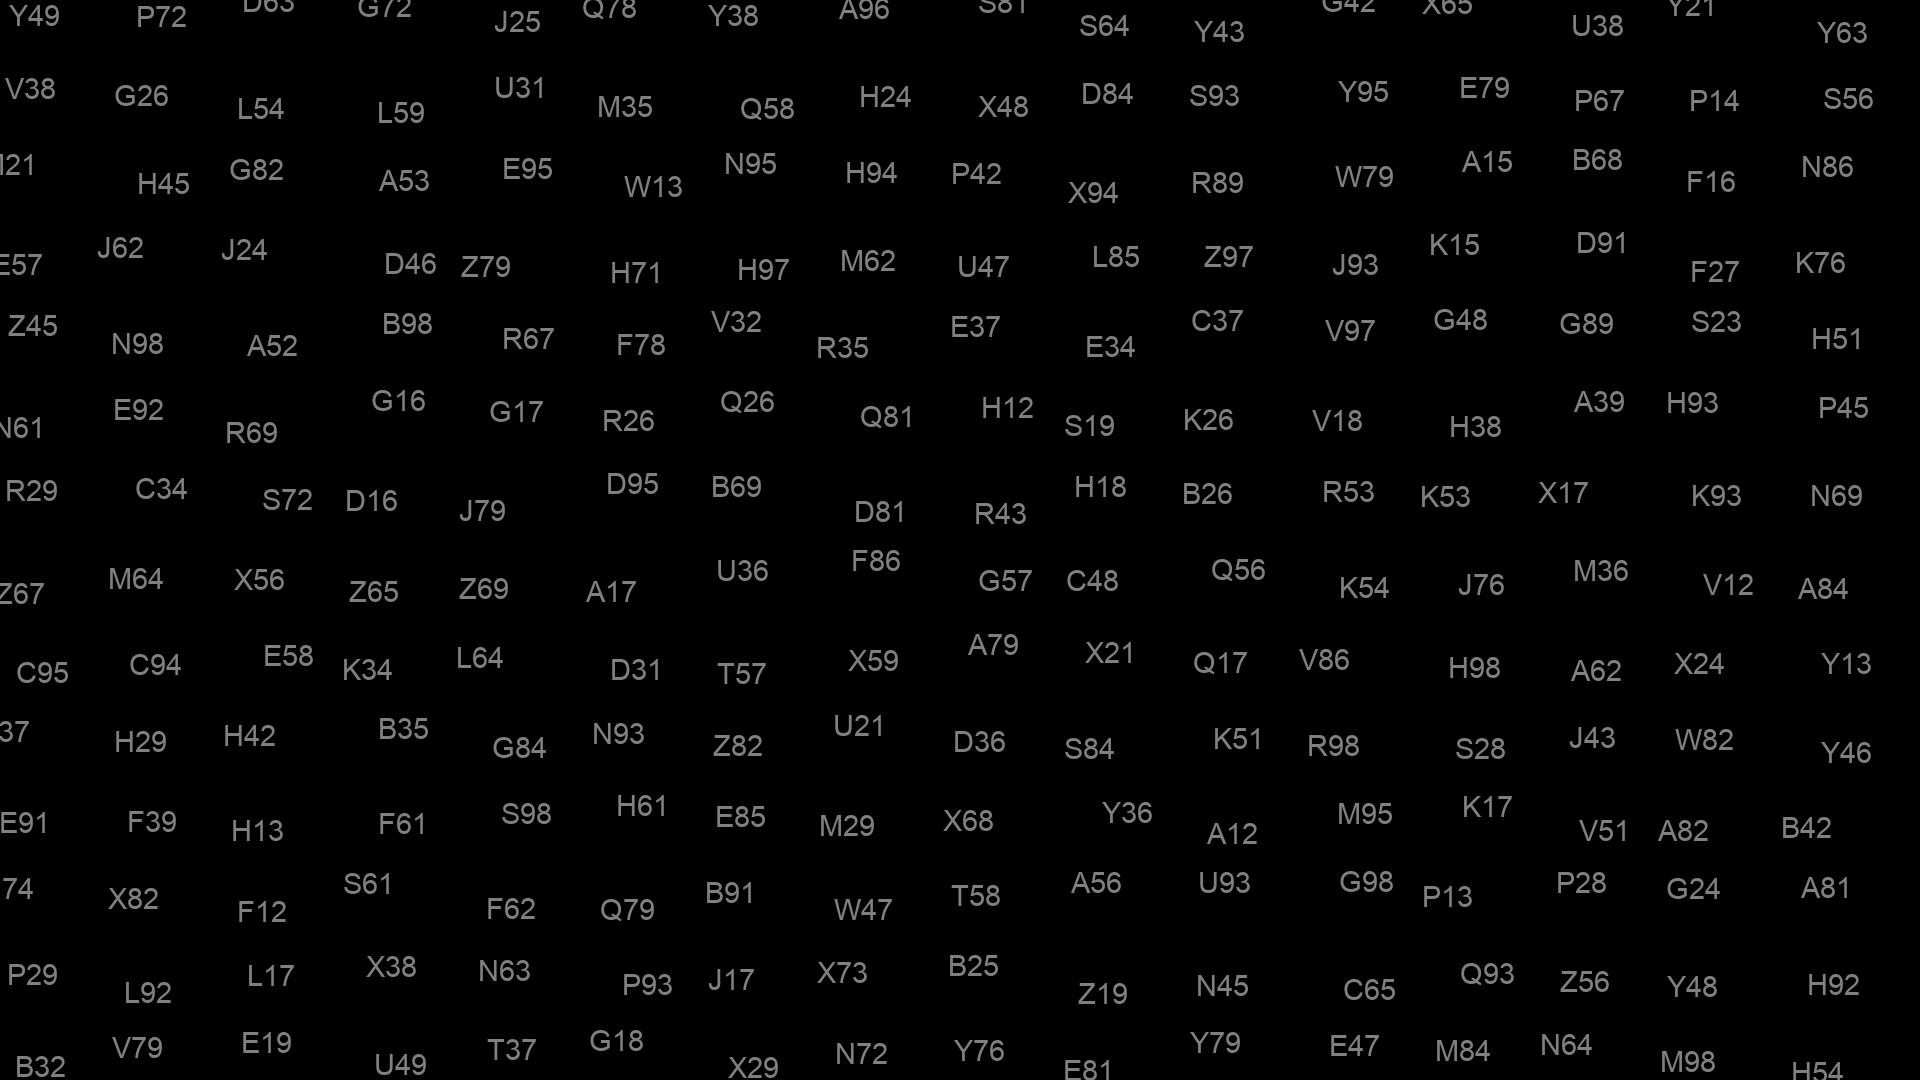 Y49 P72 D63 G72 J25 Q78 Y38 A96 S81 S64 Y43 G42 X65 U38 Y21 Y63
V38 G26 L54 L59 U31 M35 Q58 H24 X48 D84 S93 Y95 E79 P67 P14 S56
H45 G82 A53 E95 W13 N95 H94 P42 X94 R89 W79 A15 B68 F16 N86
E57 J62 J24 D46 Z79 H71 H97 M62 U47 L85 Z97 J93 K15 D91 F27 K76
Z45 N98 A52 B98 R67 F78 V32 R35 E37 E34 C37 V97 G48 G89 S23 H51
N61 E92 R69 G16 G17 R26 Q26 Q81 H12 S19 K26 V18 H38 A39 H93 P45
R29 C34 S72 D16 J79 D95 B69 D81 R43 H18 B26 R53 K53 X17 K93 N69
Z67 M64 X56 Z65 Z69 A17 U36 F86 G57 C48 Q56 K54 J76 M36 V12 A84
C95 C94 E58 K34 L64 D31 T57 X59 A79 X21 Q17 V86 H98 A62 X24 Y13
37 H29 H42 B35 G84 N93 Z82 U21 D36 S84 K51 R98 S28 J43 W82 Y46
E91 F39 H13 F61 S98 H61 E85 M29 X68 Y36 A12 M95 K17 V51 A82 B42
74 X82 F12 S61 F62 Q79 B91 W47 T58 A56 U93 G98 P13 P28 G24 A81
P29 L92 L17 X38 N63 P93 J17 X73 B25 Z19 N45 C65 Q93 Z56 Y48 H92
B32 V79 E19 U49 T37 G18 X29 N72 Y76 E81 Y79 E47 M84 N64 M98 H54